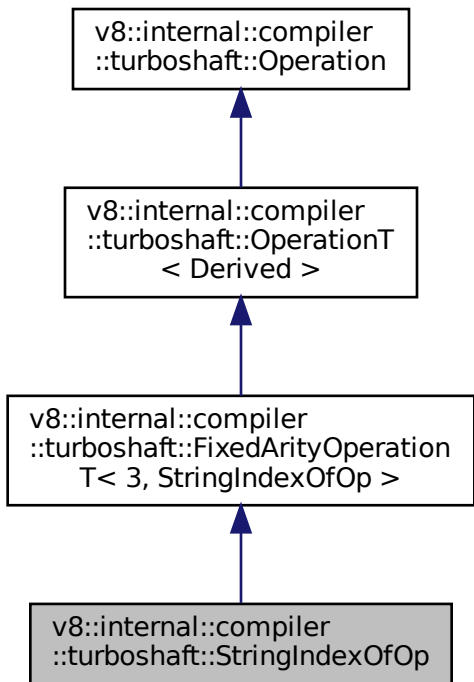 v8::internal::compiler
::turboshaft::Operation
v8::internal::compiler
::turboshaft::OperationT
< Derived >
v8::internal::compiler
::turboshaft::FixedArityOperation
T< 3, StringIndexOfOp >
v8::internal::compiler
::turboshaft::StringIndexOfOp